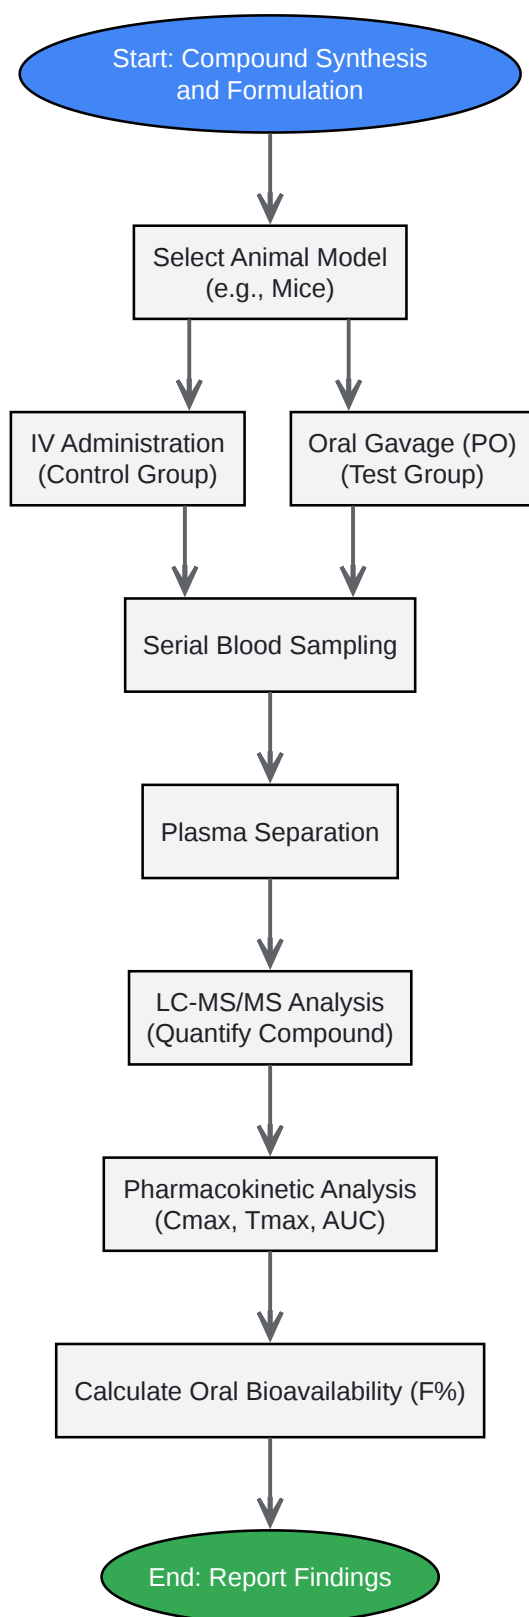 Start: Compound Synthesis
and Formulation
Select Animal Model
(e.g., Mice)
IV Administration
(Control Group)
Oral Gavage (PO)
(Test Group)
Serial Blood Sampling
Plasma Separation
LC-MS/MS Analysis
(Quantify Compound)
Pharmacokinetic Analysis
(Cmax, Tmax, AUC)
Calculate Oral Bioavailability (F%)
End: Report Findings